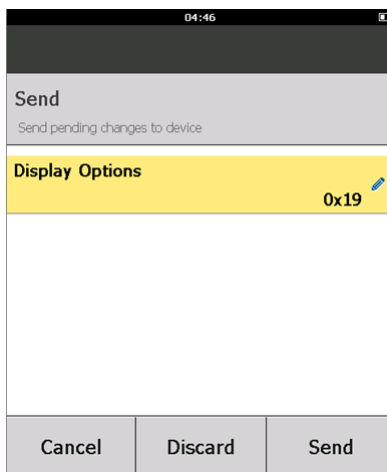 04:46
Send
Send pending changes to device
Display Options
0x19
Cancel Discard Send